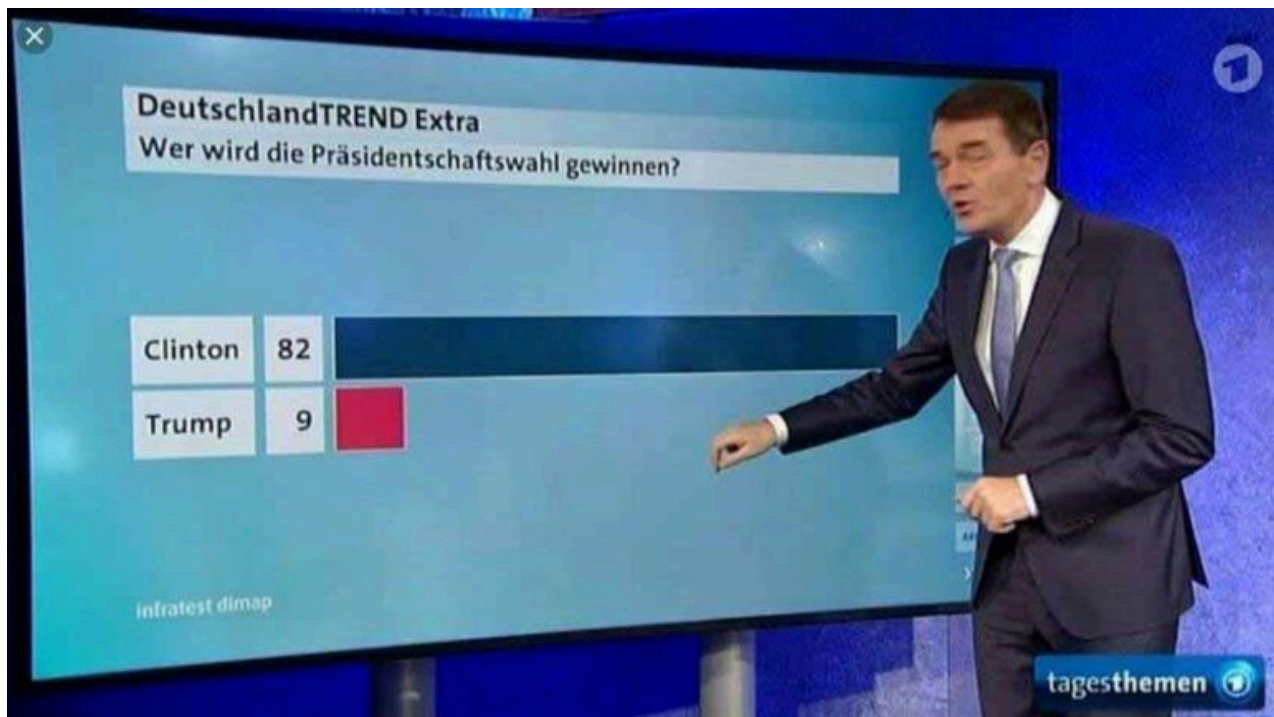 DeutschlandTREND Extra
Wer wird die Präsidentschaftswahl gewinnen?
Clinton 82
Trump 9
infratest dimap
tagesthemen